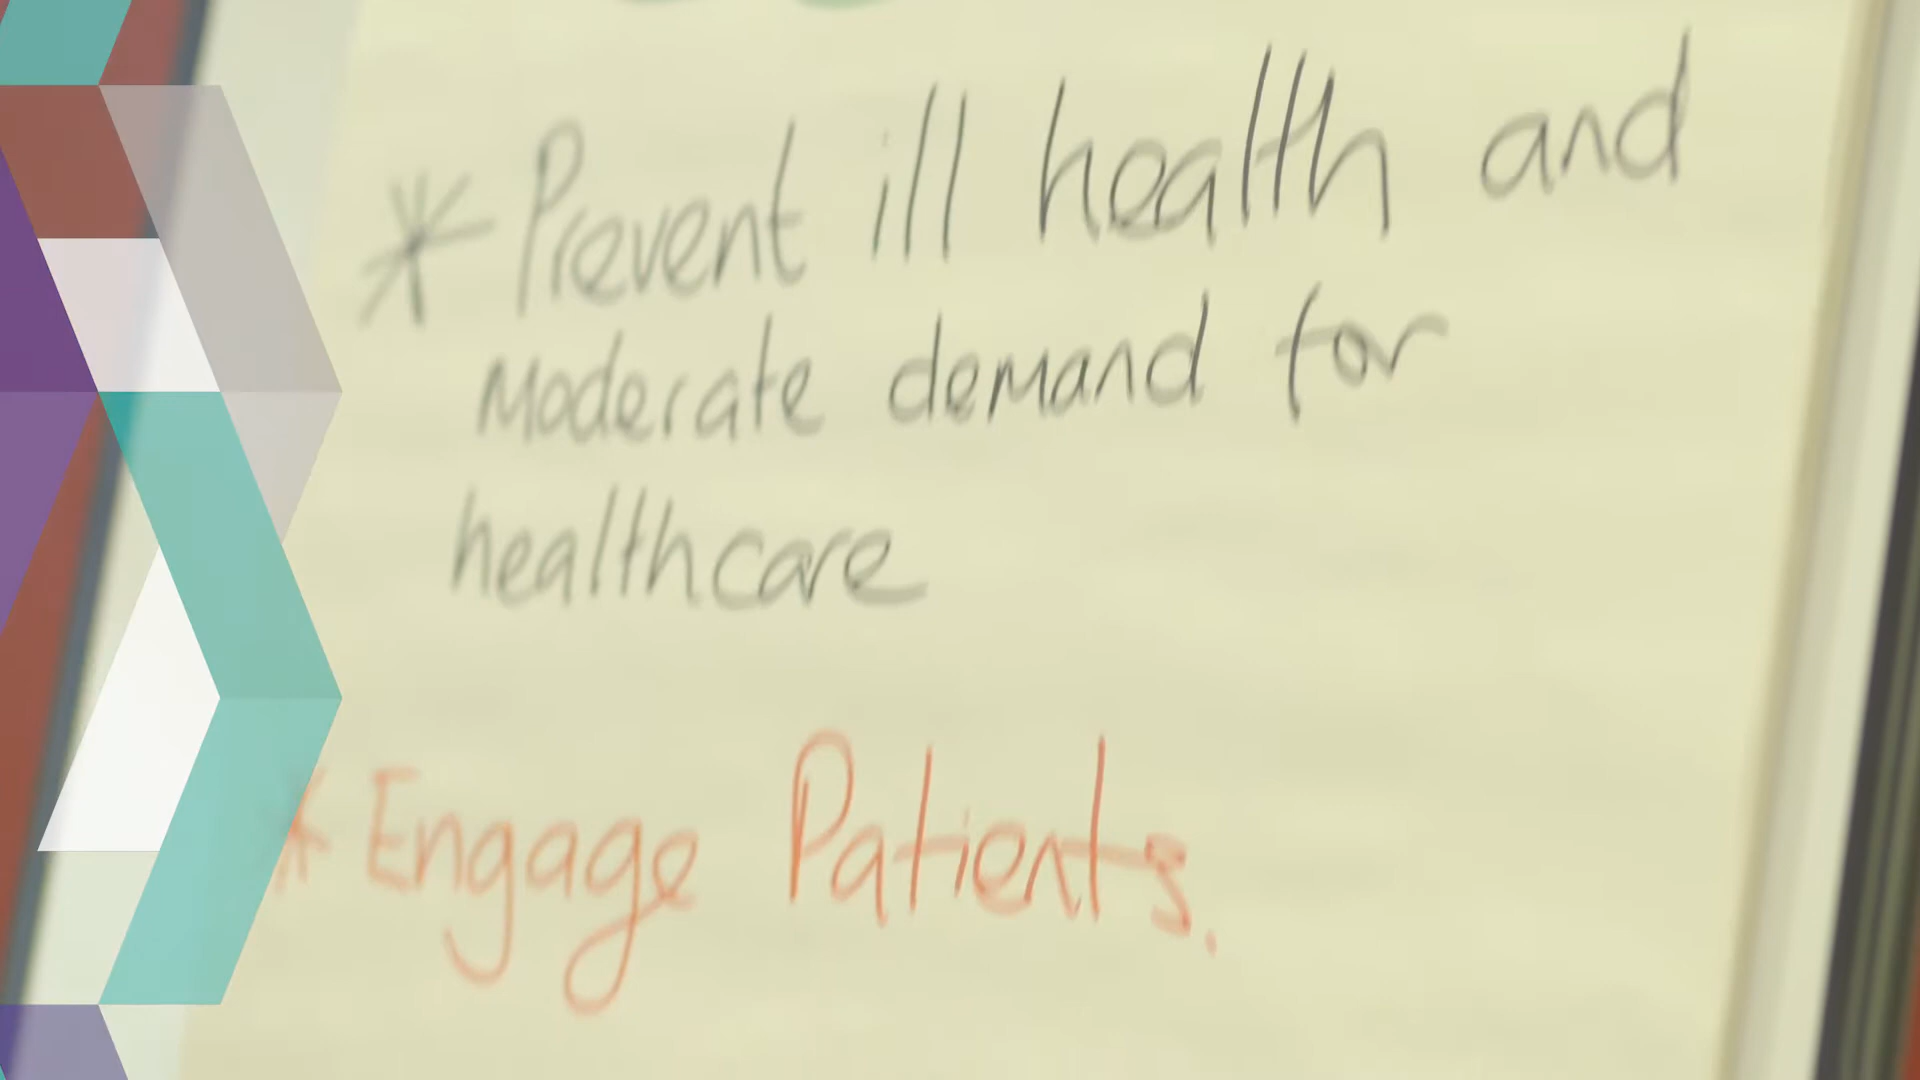 * Prevent ill health and
Moderate demand for
healthcare
* Engage Patients.